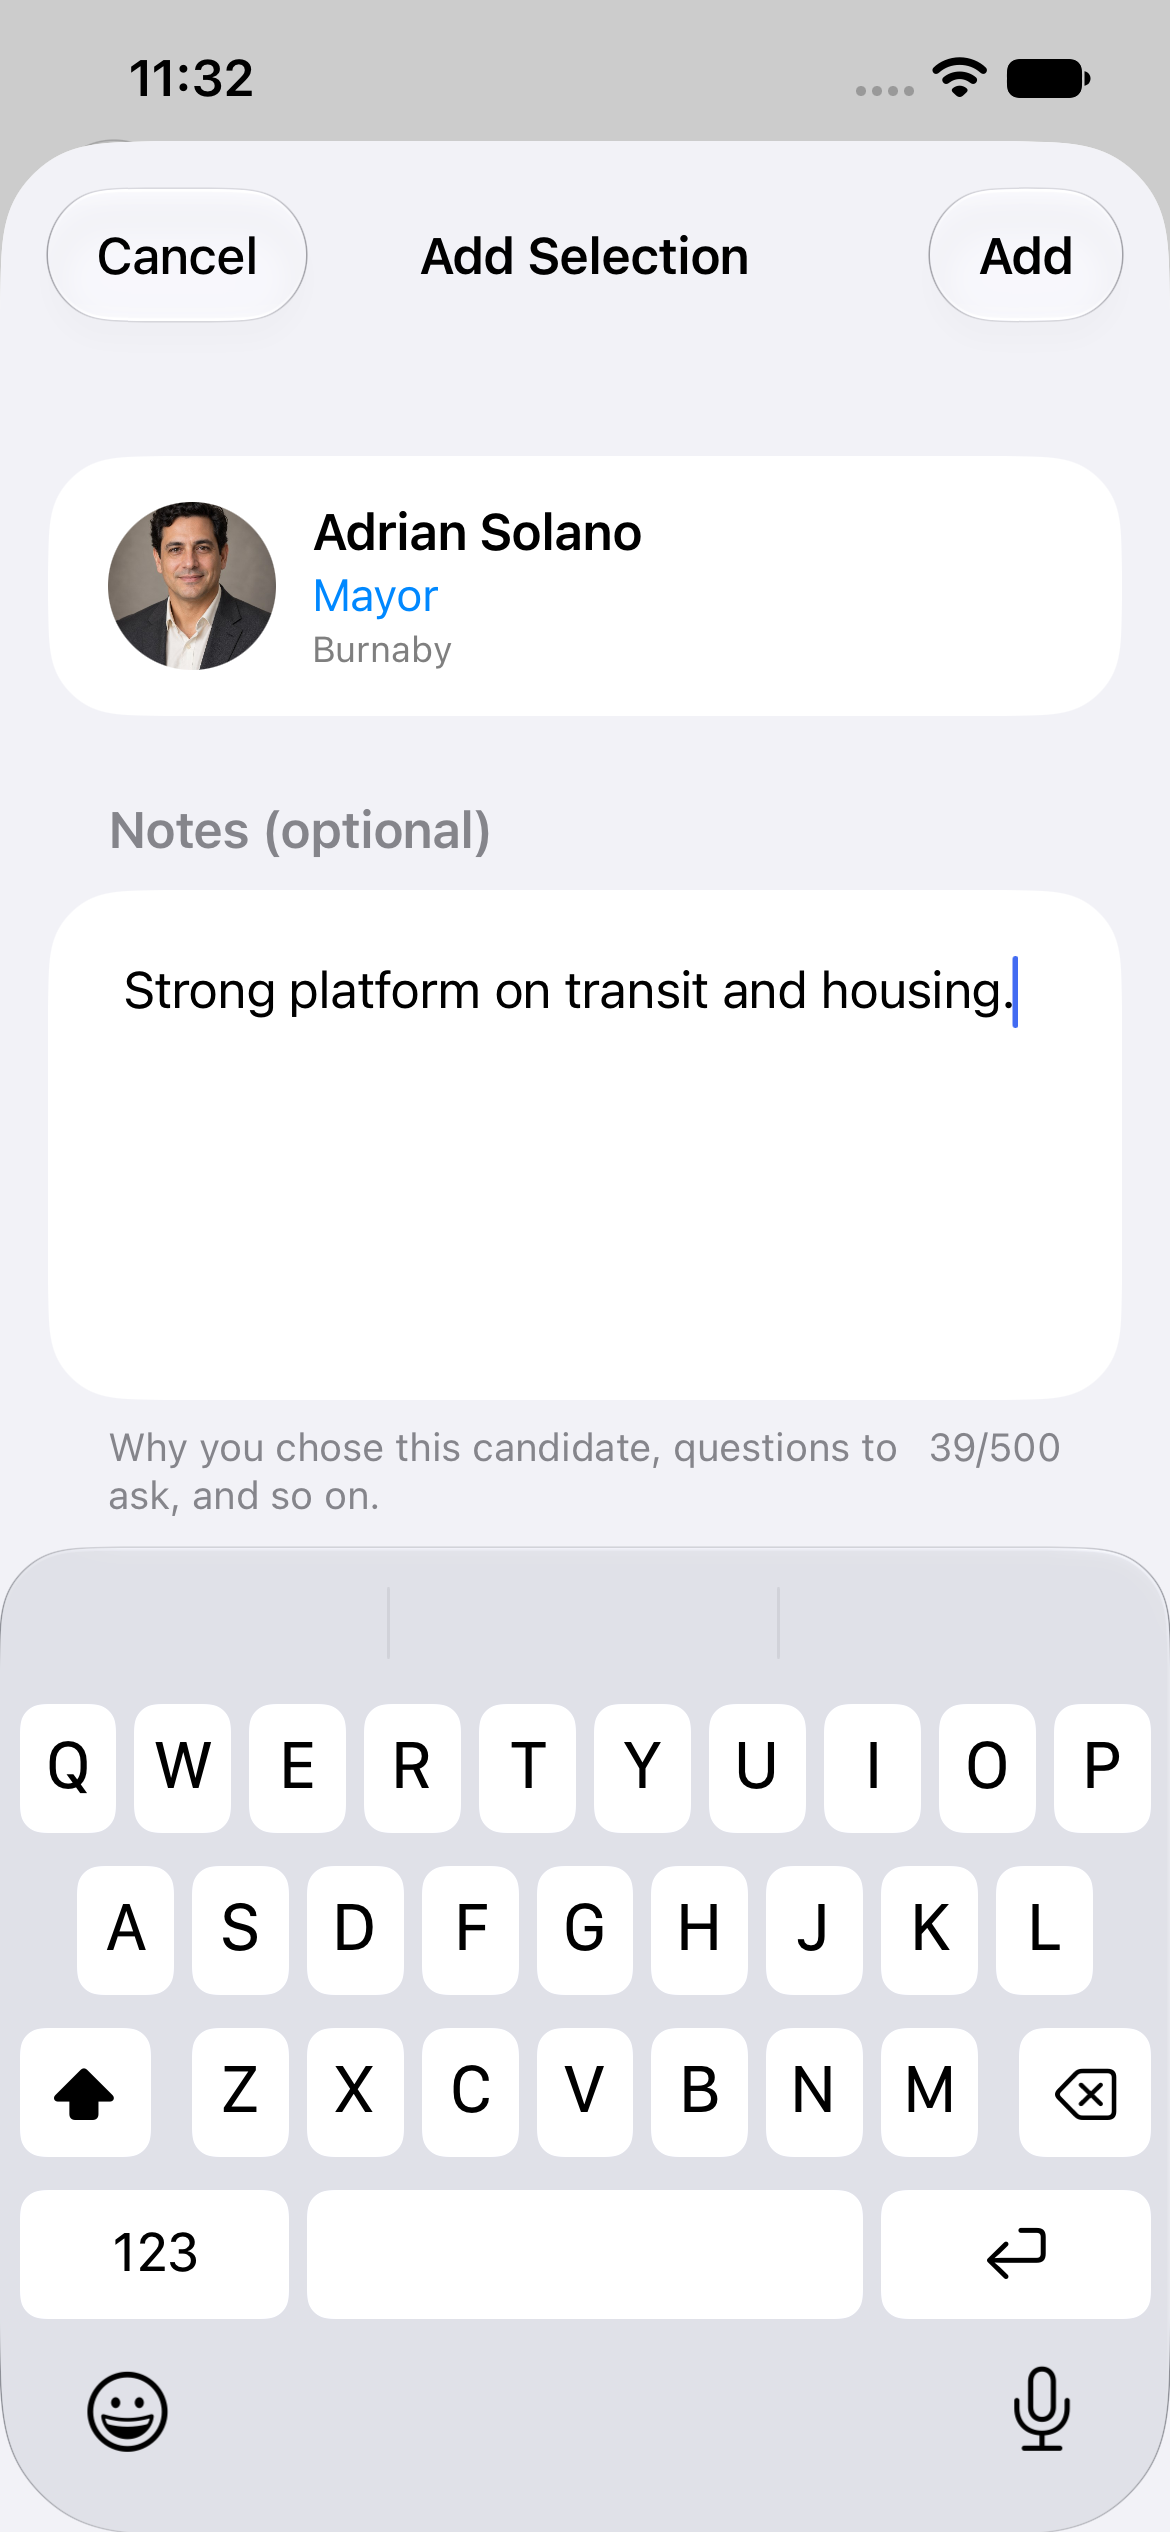 11:32
Cancel
Add Selection
Add
Adrian Solano
Mayor
Burnaby
Notes (optional)
Strong platform on transit and housing.
Why you chose this candidate, questions to 39/500
ask, and so on.
Q W E R T Y U I O P
A S D F G H J K L
Z X C V B N M
123